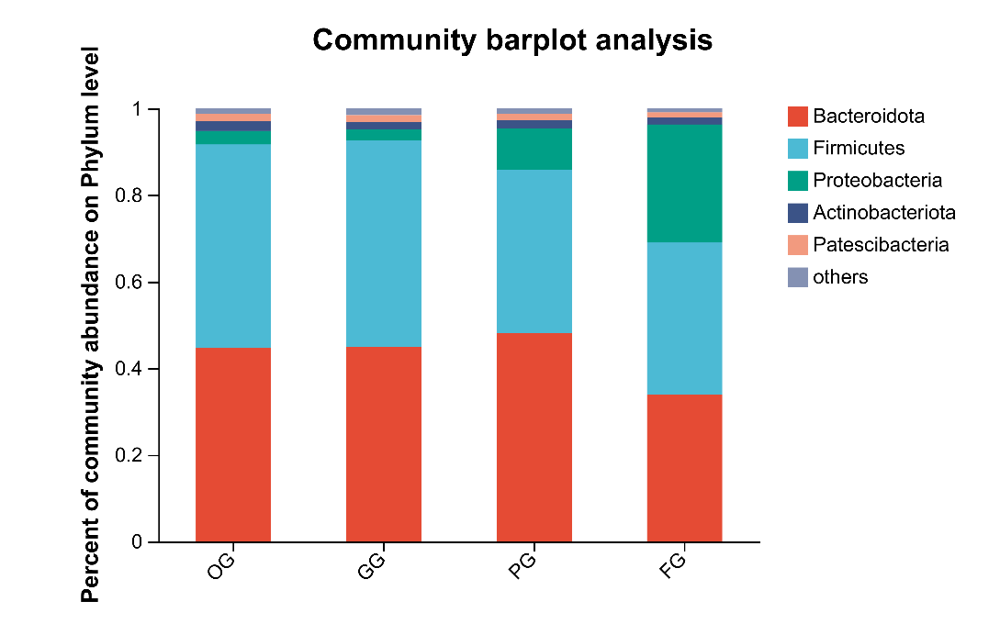 Community barplot analysis
Percent of community abundance on Phylum level
1
0.8
0.6
0.4
0.2
0
OG
GG
PG
FG
Bacteroidota
Firmicutes
Proteobacteria
Actinobacteriota
Patescibacteria
others